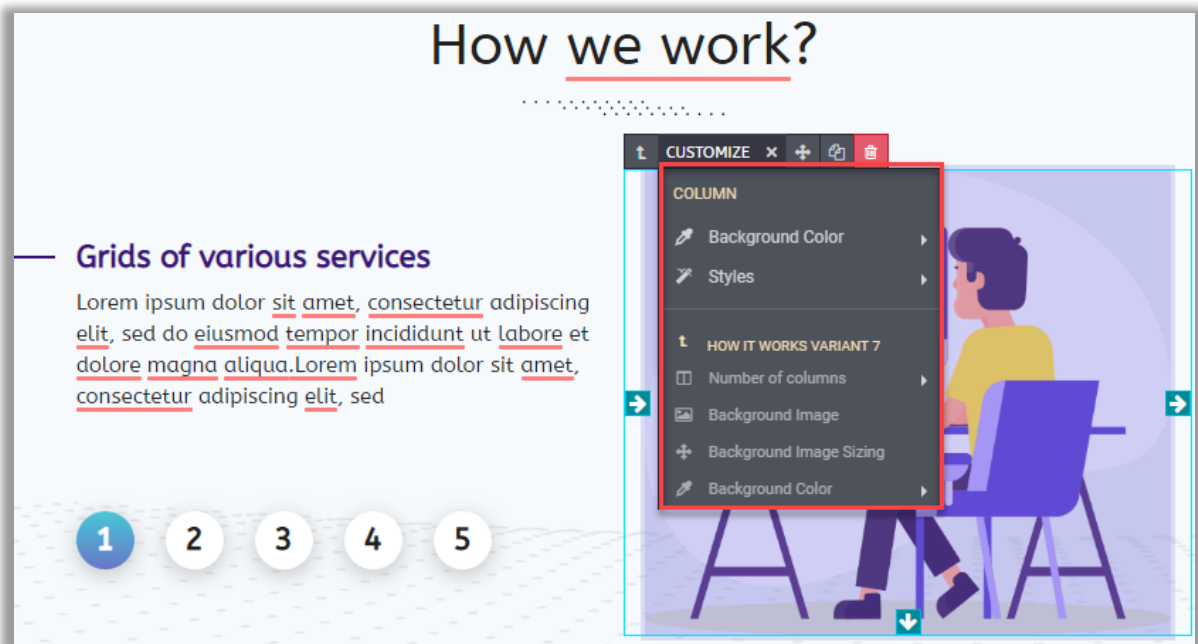 How we work?
CUSTOMIZE
COLUMN
Background Color
Styles
HOW IT WORKS VARIANT 7
Number of columns
Background Image
Background Image Sizing
Background Color
Grids of various services
Lorem ipsum dolor sit amet, consectetur adipiscing
elit, sed do eiusmod tempor incididunt ut labore et
dolore magna aliqua.Lorem ipsum dolor sit amet,
consectetur adipiscing elit, sed
1 2 3 4 5